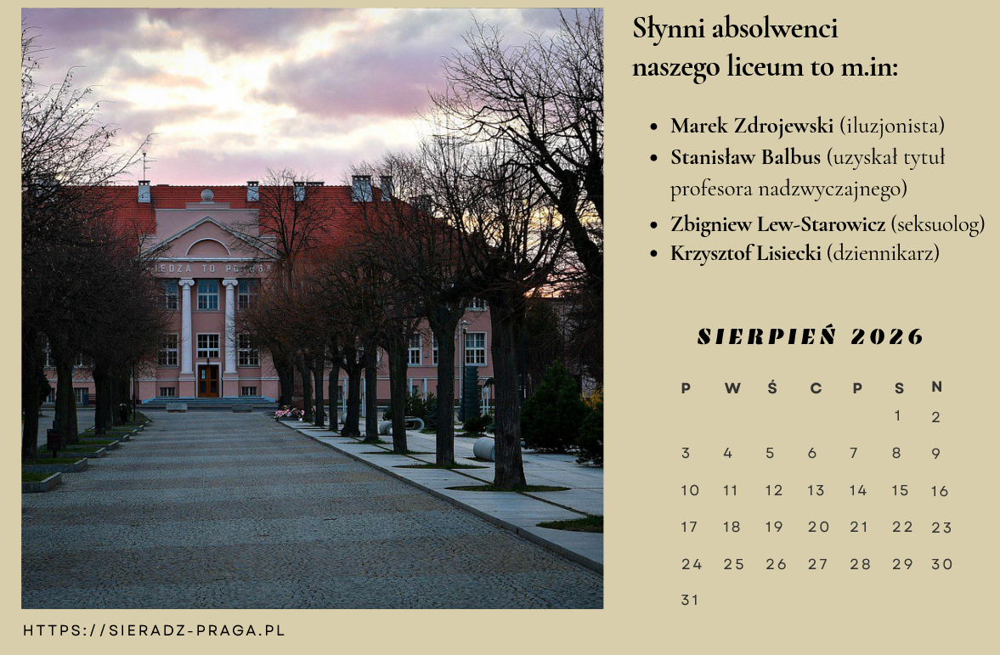 Słynni absolwenci
naszego liceum to m.in:
Marek Zdrojewski (iluzjonista)
Stanisław Balbus (uzyskał tytuł
profesora nadzwyczajnego)
Zbigniew Lew-Starowicz (seksuolog)
Krzysztof Lisiecki (dziennikarz)
TO
SIERPIEŃ 2026
P W Ś C P S N
1 2
3 4 5 6 7 8 9
10 11 12 13 14 15 16
17 18 19 20 21 22 23
24 25 26 27 28 29 30
31
HTTPS://SIERADZ-PRAGA.PL